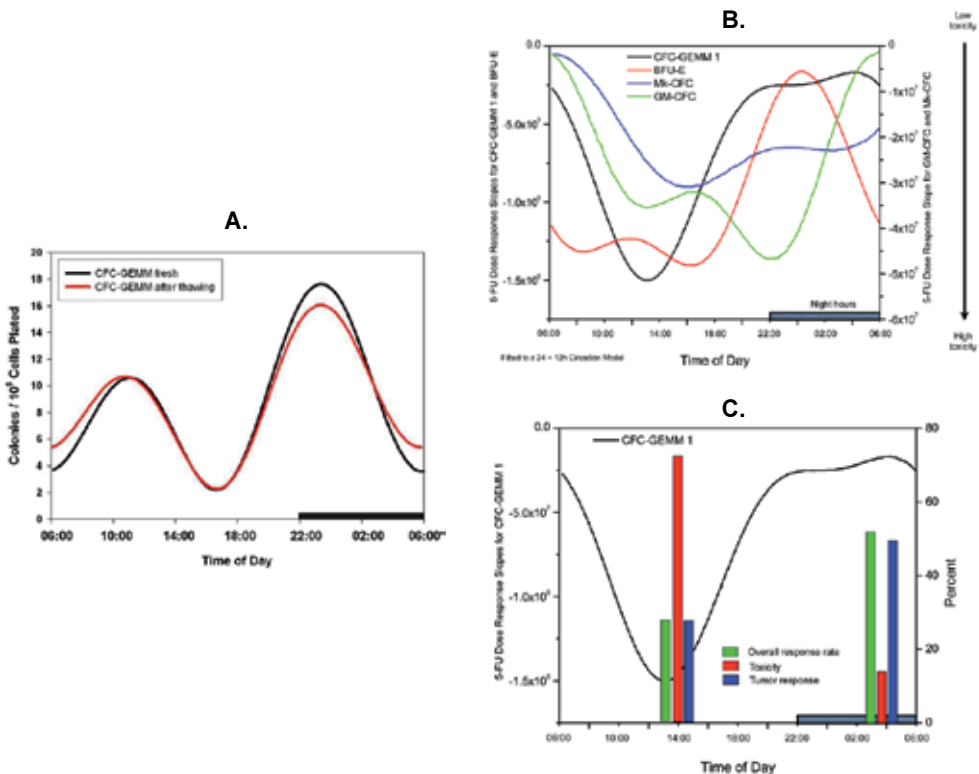 A.
CFC-GEMM fresh
CFC-GEMM after thawing
Colonies / 10⁵ Cells Plated
20
18
16
14
12
10
8
6
4
2
0
06:00 10:00 14:00 18:00 22:00 02:00 06:00"
Time of Day
B.
CFC-GEMM 1
BFU-E
Mk-CFC
GM-CFC
5-FU Dose Response Slopes for CFC-GEMM 1 and BFU-E
0.0
-5.0x10⁷
-1.0x10⁸
-1.5x10⁸
5-FU Dose Response Slope for GM-CFC and Mk-CFC
0
-1x10⁷
-2x10⁷
-3x10⁷
-4x10⁷
-5x10⁷
-6x10⁷
Night hours
06:00 10:00 14:00 18:00 22:00 02:00 06:00
Fitted to a 24 + 12h Circadian Model
Time of Day
Low
toxicity
High
toxicity
C.
CFC-GEMM 1
5-FU Dose Response Slopes for CFC-GEMM 1
0.0
-5.0x10⁷
-1.0x10⁸
-1.5x10⁸
Percent
80
60
40
20
0
Overall response rate
Toxicity
Tumor response
06:00 10:00 14:00 18:00 22:00 02:00 06:00
Time of Day